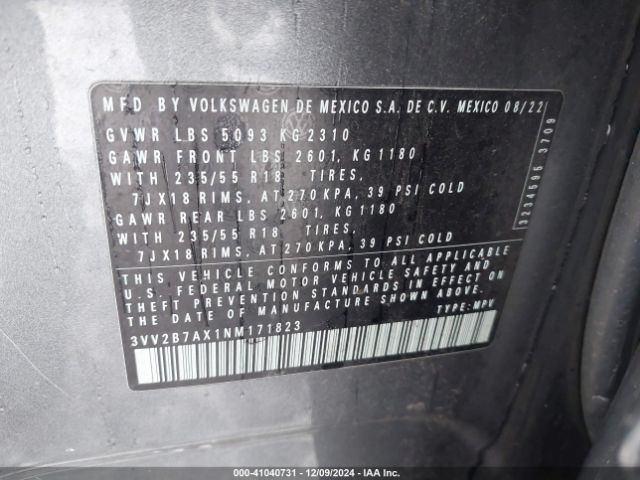 MFD BY VOLKSWAGEN DE MEXICO S.A. DE C.V. MEXICO 08/22
GVWR LBS 5093 KG 2310
GAWR FRONT LBS 2601, KG 1180
WITH 235/55 R18 TIRES,
7JX18 RIMS, AT 270 KPA, 39 PSI COLD
GAWR REAR LBS 2601, KG 1180
WITH 235/55 R18 TIRES,
7JX18 RIMS, AT 270 KPA, 39 PSI COLD
THIS VEHICLE CONFORMS TO ALL APPLICABLE
U.S. FEDERAL MOTOR VEHICLE SAFETY AND
THEFT PREVENTION STANDARDS IN EFFECT ON
THE DATE OF MANUFACTURE SHOWN ABOVE.
3VV2B7AX1NM171823 TYPE: MPV
3234596 3709
000-41040731 - 12/09/2024 - IAA Inc.